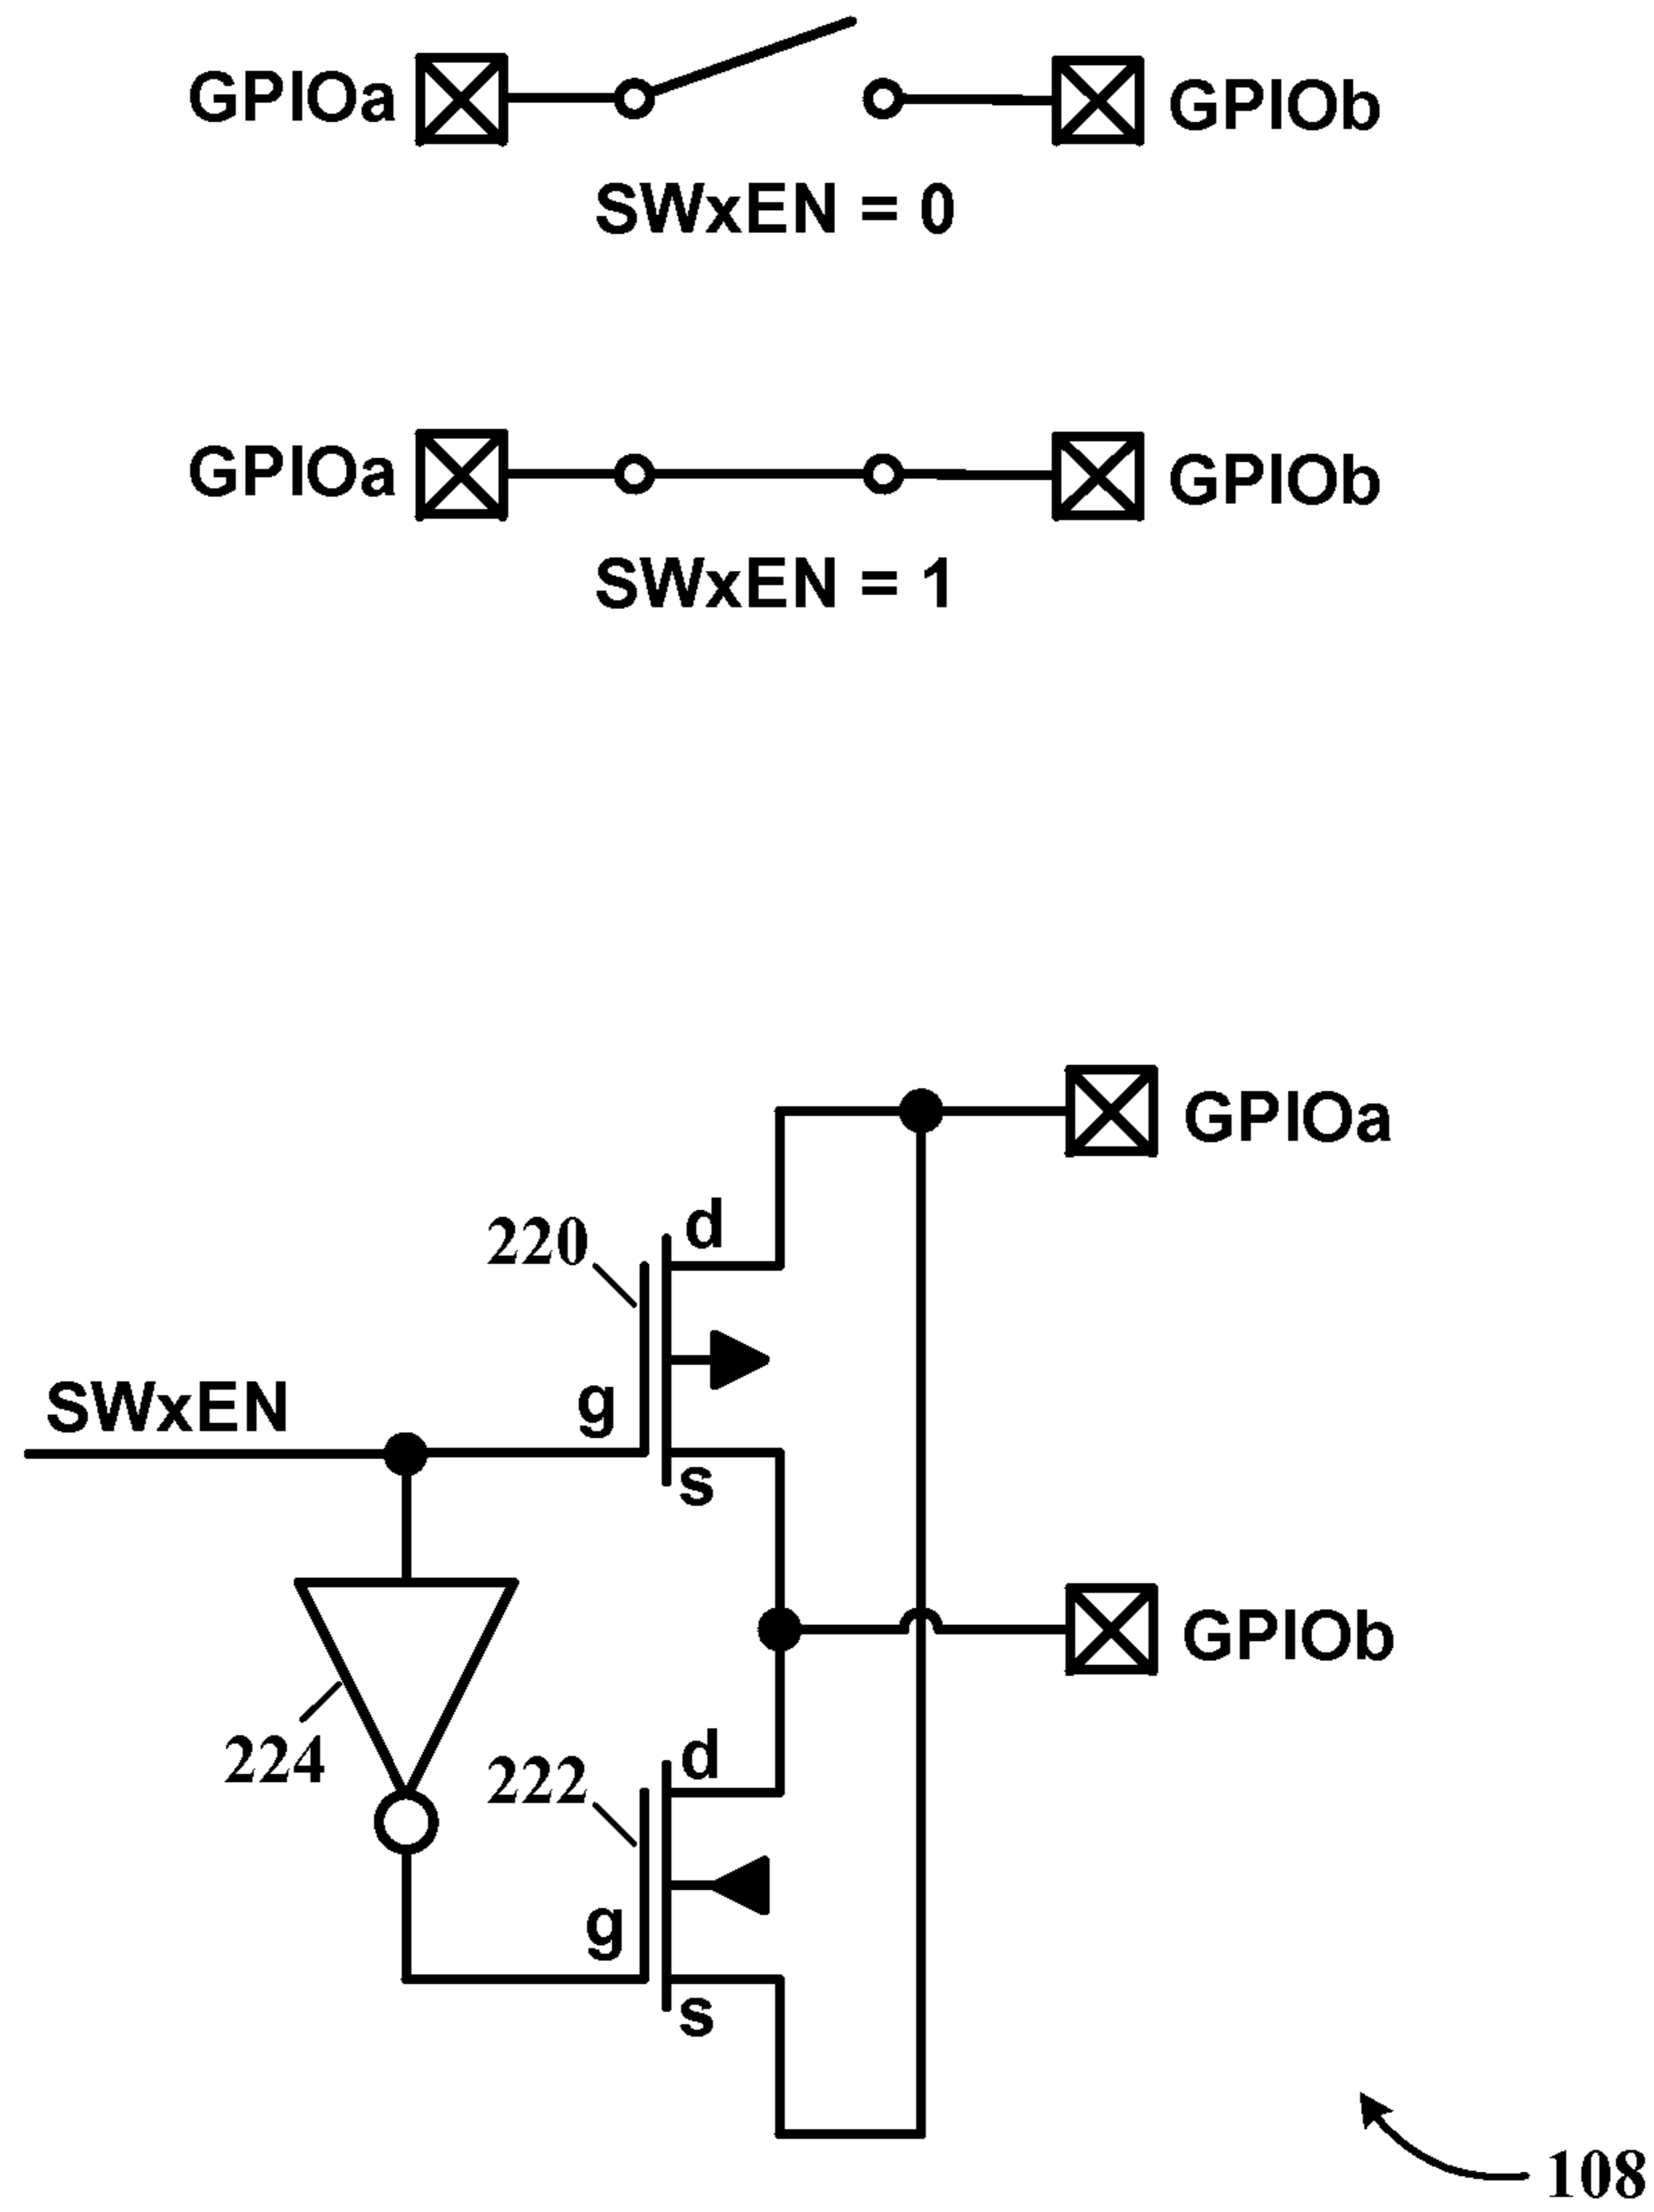 GPIOa GPIOb
SWxEN = 0
GPIOa GPIOb
SWxEN = 1
GPIOa
d
220
g
SWxEN
s
GPIOb
d
224
222
g
s
108